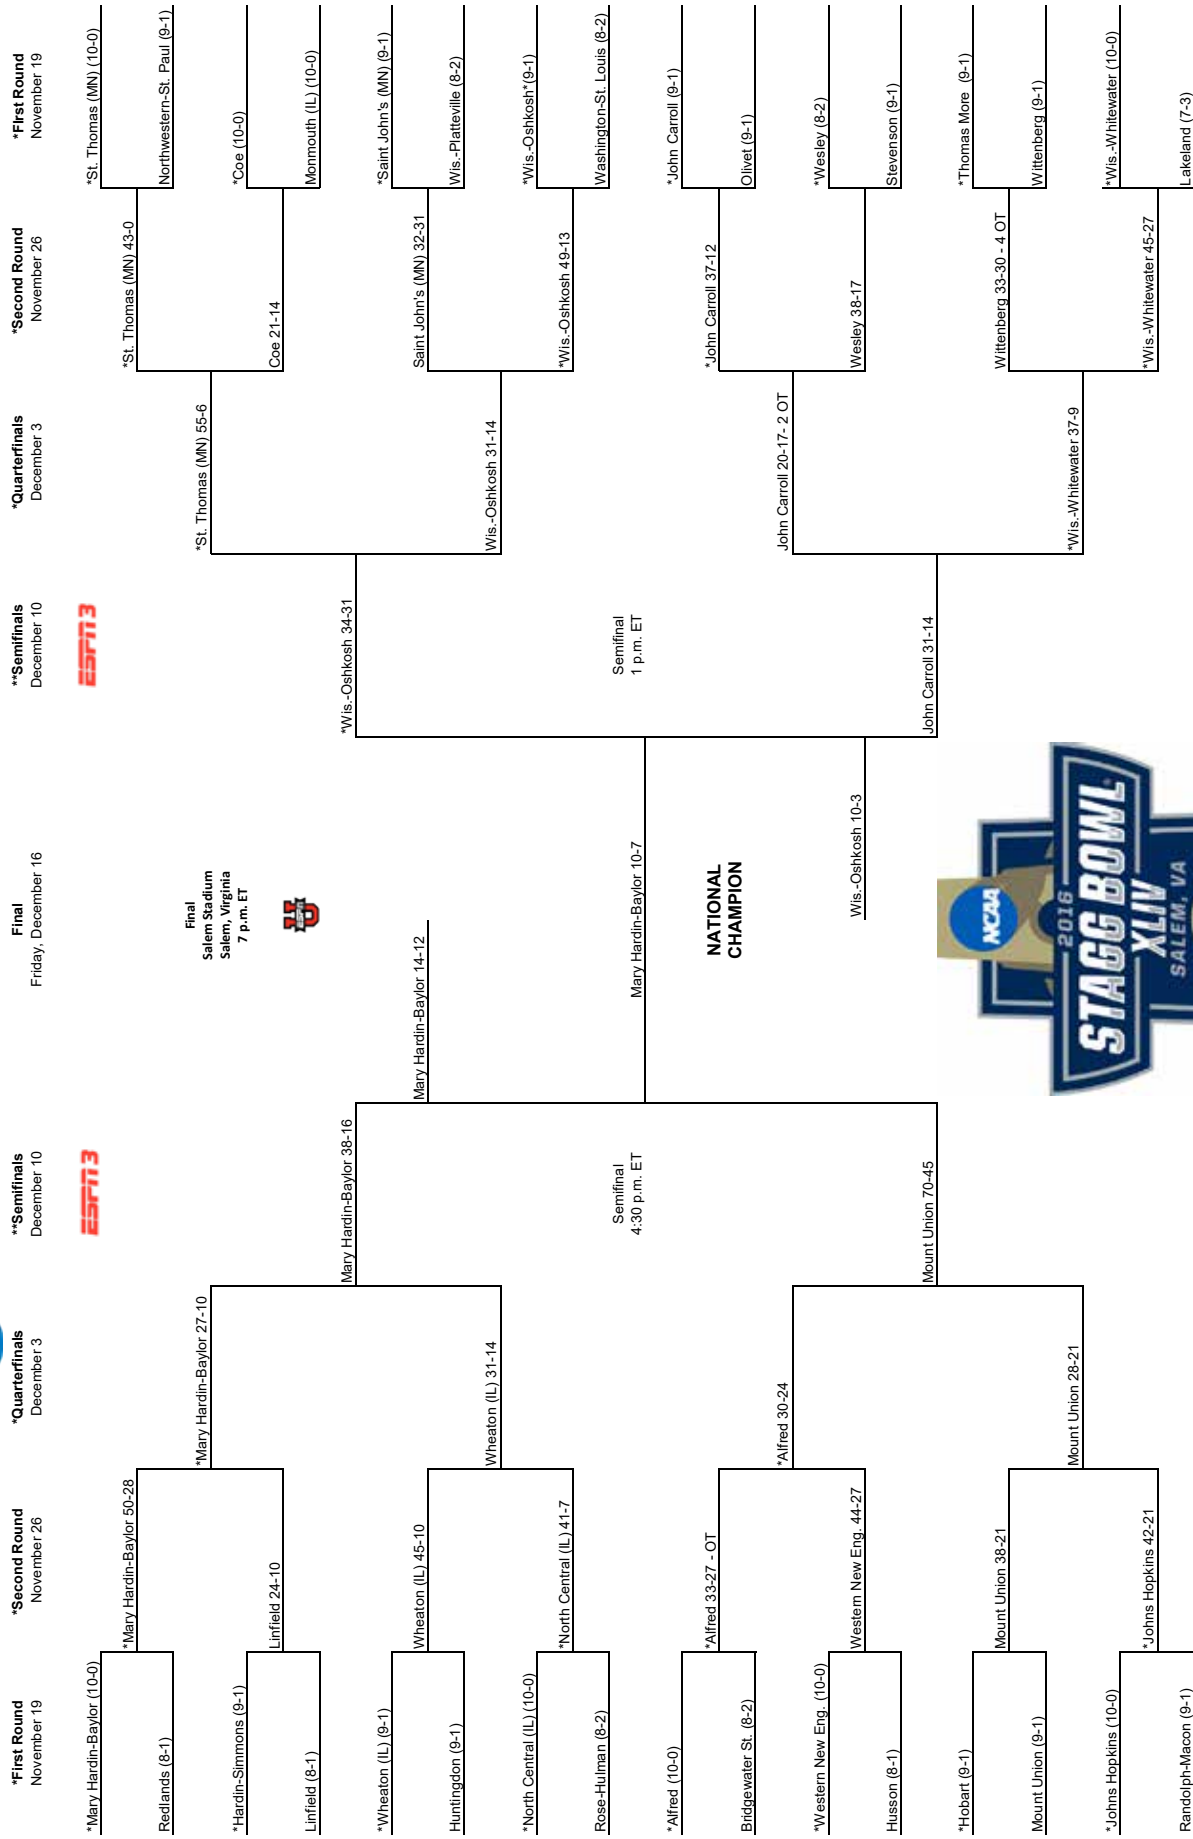 *First Round
November 19
*Second Round
November 26
*Quarterfinals
December 3
**Semifinals
December 10
Final
Friday, December 16
**Semifinals
December 10
*Quarterfinals
December 3
*Second Round
November 26
*First Round
November 19
ESPN3
ESPN3
*Mary Hardin-Baylor (10-0)
Redlands (8-1)
*Hardin-Simmons (9-1)
Linfield (8-1)
*Wheaton (IL) (9-1)
Huntingdon (9-1)
*North Central (IL) (10-0)
Rose-Hulman (8-2)
*Alfred (10-0)
Bridgewater St. (8-2)
*Western New Eng. (10-0)
Husson (8-1)
*Hobart (9-1)
Mount Union (9-1)
*Johns Hopkins (10-0)
Randolph-Macon (9-1)
*Mary Hardin-Baylor 50-28
Linfield 24-10
Wheaton (IL) 45-10
*North Central (IL) 41-7
*Alfred 33-27 - OT
Western New Eng. 44-27
Mount Union 38-21
*Johns Hopkins 42-21
*Mary Hardin-Baylor 27-10
Wheaton (IL) 31-14
*Alfred 30-24
Mount Union 28-21
Mary Hardin-Baylor 38-16
Semifinal
4:30 p.m. ET
Mount Union 70-45
Mary Hardin-Baylor 14-12
Final
Salem Stadium
Salem, Virginia
7 p.m. ET
ESPN
U
Mary Hardin-Baylor 10-7
NATIONAL
CHAMPION
Wis.-Oshkosh 10-3
NCAA
2016
STAGG BOWL
XLIV
SALEM, VA
*Wis.-Oshkosh 34-31
Semifinal
1 p.m. ET
John Carroll 31-14
*St. Thomas (MN) 55-6
Wis.-Oshkosh 31-14
John Carroll 20-17- 2 OT
*Wis.-Whitewater 37-9
*St. Thomas (MN) 43-0
Coe 21-14
Saint John's (MN) 32-31
*Wis.-Oshkosh 49-13
*John Carroll 37-12
Wesley 38-17
Wittenberg 33-30 - 4 OT
*Wis.-Whitewater 45-27
*St. Thomas (MN) (10-0)
Northwestern-St. Paul (9-1)
*Coe (10-0)
Monmouth (IL) (10-0)
*Saint John's (MN) (9-1)
Wis.-Platteville (8-2)
*Wis.-Oshkosh*(9-1)
Washington-St. Louis (8-2)
*John Carroll (9-1)
Olivet (9-1)
*Wesley (8-2)
Stevenson (9-1)
*Thomas More (9-1)
Wittenberg (9-1)
*Wis.-Whitewater (10-0)
Lakeland (7-3)